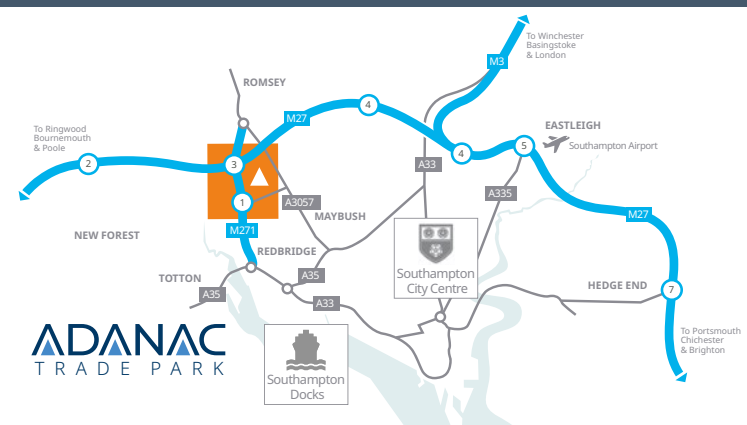 To Winchester
Basingstoke
& London
M3
ROMSEY
4
M27
EASTLEIGH
To Ringwood
Bournemouth
& Poole
5
Southampton Airport
4
2
3
A33
A335
1
A3057
MAYBUSH
M27
M271
NEW FOREST
REDBRIDGE
Southampton
City Centre
TOTTON
A35
A35
A33
HEDGE END
7
ADANAC
TRADE PARK
Southampton
Docks
To Portsmouth
Chichester
& Brighton